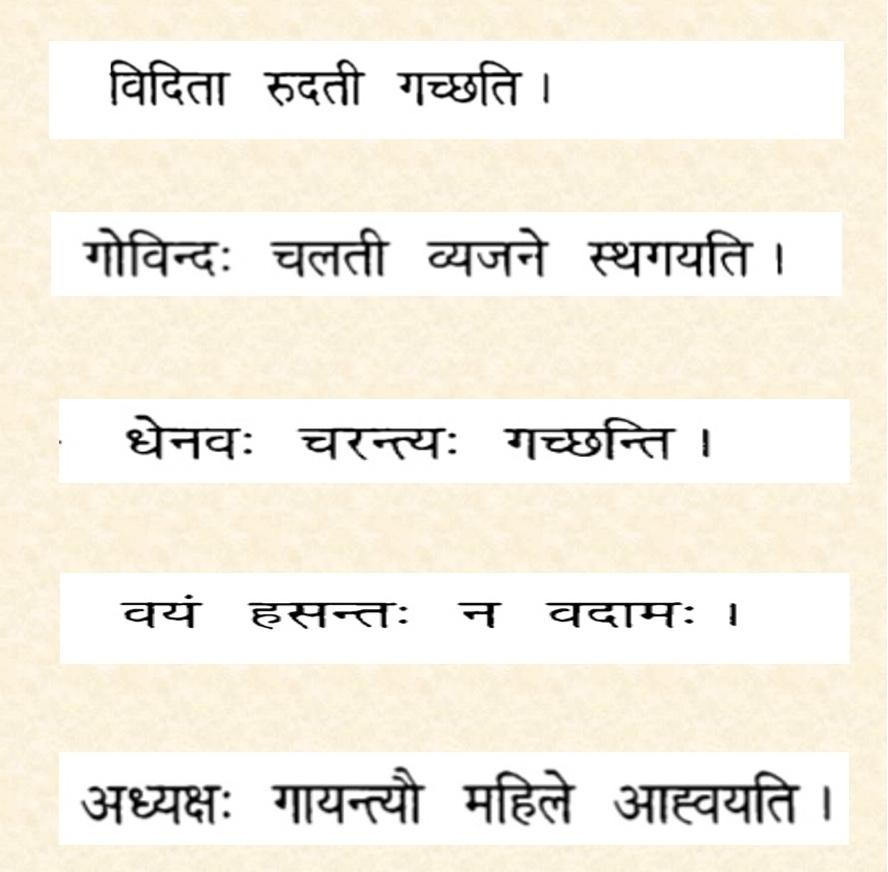 विदिता रुदती गच्छति ।
गोविन्दः चलती व्यजने स्थगयति ।
धेनवः चरन्त्यः गच्छन्ति ।
वयं हसन्तः न वदामः ।
अध्यक्षः गायन्त्यौ महिले आह्वयति ।